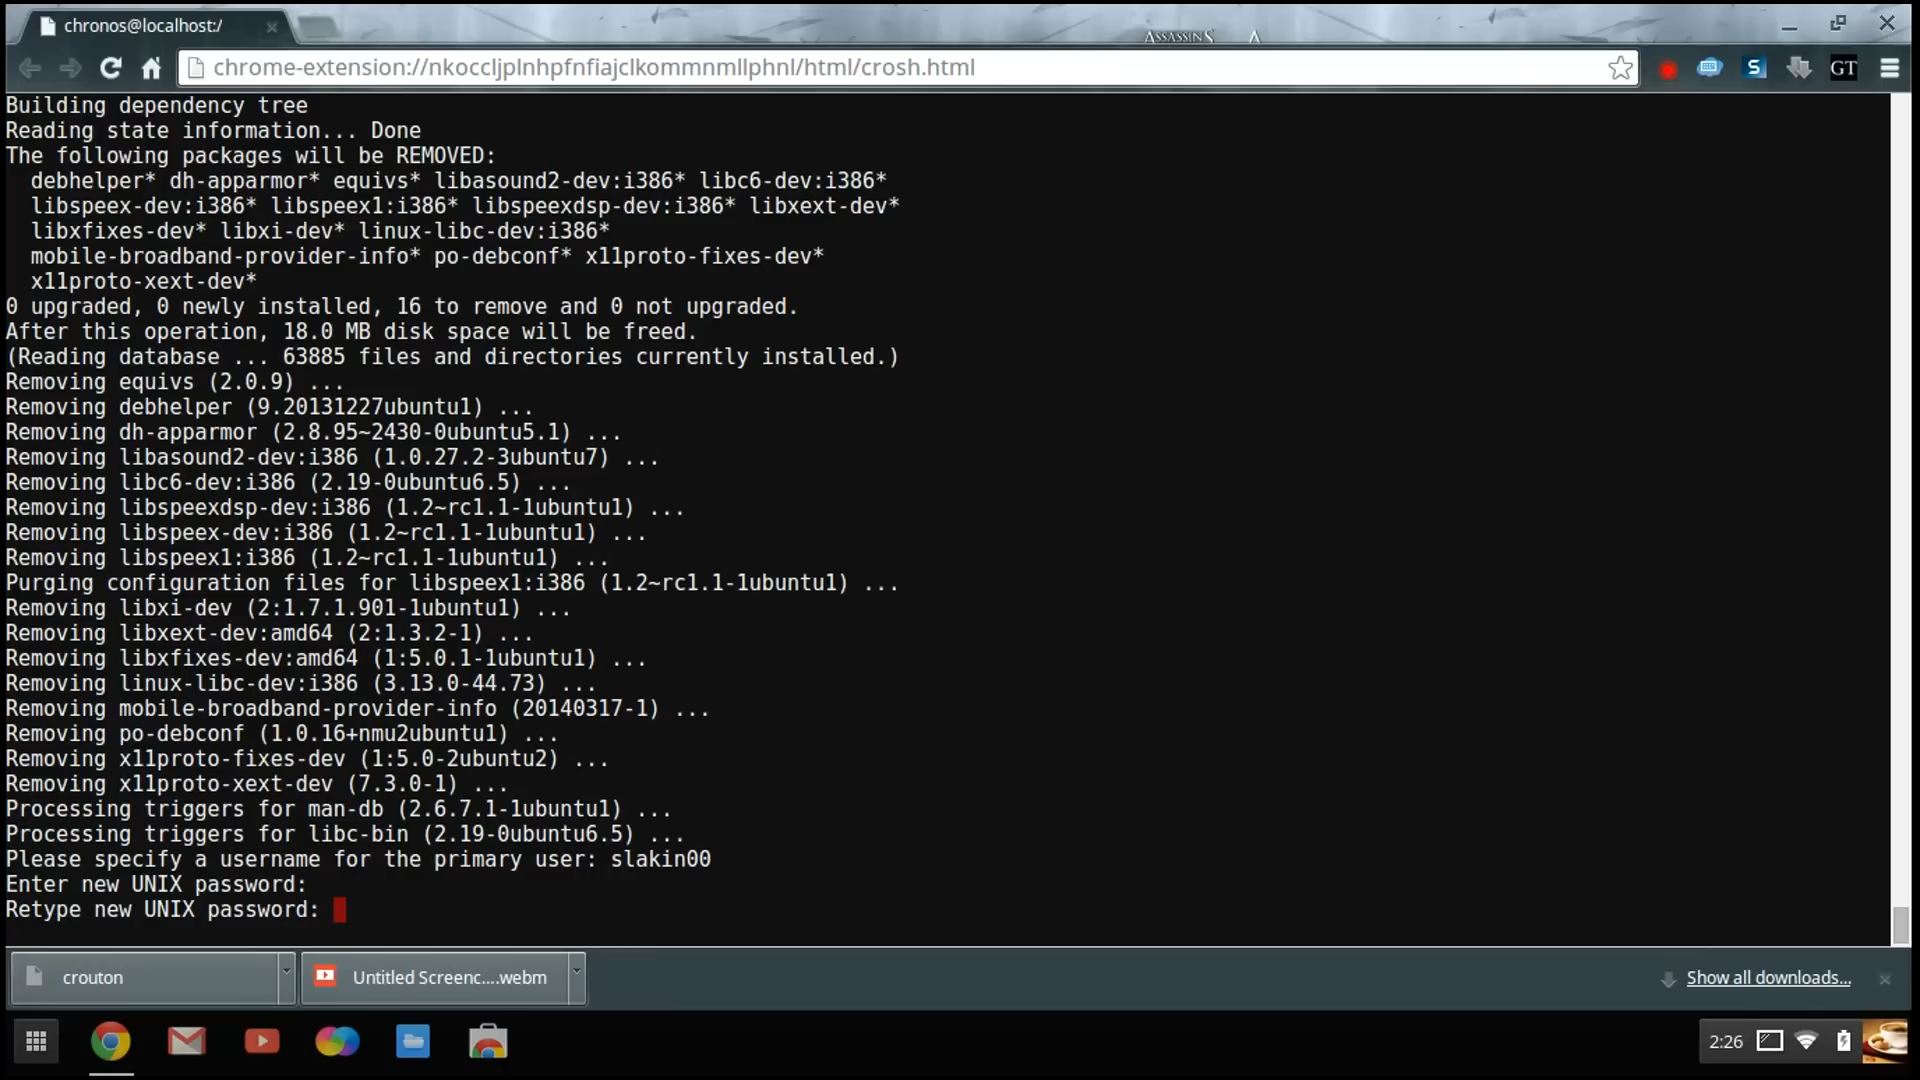 chronos@localhost:/
ASSASSIN'S A
chrome-extension://nkoccljplnhpfnfiajclkommnmllphnl/html/crosh.html
S
GT
Building dependency tree
Reading state information... Done
The following packages will be REMOVED:
debhelper* dh-apparmor* equivs* libasound2-dev:i386* libc6-dev:i386*
libspeex-dev:i386* libspeex1:i386* libspeexdsp-dev:i386* libxext-dev*
libxfixes-dev* libxi-dev* linux-libc-dev:i386*
mobile-broadband-provider-info* po-debconf* x11proto-fixes-dev*
x11proto-xext-dev*
0 upgraded, 0 newly installed, 16 to remove and 0 not upgraded.
After this operation, 18.0 MB disk space will be freed.
(Reading database ... 63885 files and directories currently installed.)
Removing equivs (2.0.9) ...
Removing debhelper (9.20131227ubuntu1) ...
Removing dh-apparmor (2.8.95~2430-0ubuntu5.1) ...
Removing libasound2-dev:i386 (1.0.27.2-3ubuntu7) ...
Removing libc6-dev:i386 (2.19-0ubuntu6.5) ...
Removing libspeexdsp-dev:i386 (1.2~rc1.1-1ubuntu1) ...
Removing libspeex-dev:i386 (1.2~rc1.1-1ubuntu1) ...
Removing libspeex1:i386 (1.2~rc1.1-1ubuntu1) ...
Purging configuration files for libspeex1:i386 (1.2~rc1.1-1ubuntu1) ...
Removing libxi-dev (2:1.7.1.901-1ubuntu1) ...
Removing libxext-dev:amd64 (2:1.3.2-1) ...
Removing libxfixes-dev:amd64 (1:5.0.1-1ubuntu1) ...
Removing linux-libc-dev:i386 (3.13.0-44.73) ...
Removing mobile-broadband-provider-info (20140317-1) ...
Removing po-debconf (1.0.16+nmu2ubuntu1) ...
Removing x11proto-fixes-dev (1:5.0-2ubuntu2) ...
Removing x11proto-xext-dev (7.3.0-1) ...
Processing triggers for man-db (2.6.7.1-1ubuntu1) ...
Processing triggers for libc-bin (2.19-0ubuntu6.5) ...
Please specify a username for the primary user: slakin00
Enter new UNIX password:
Retype new UNIX password:
crouton
Untitled Screenc....webm
Show all downloads...
2:26